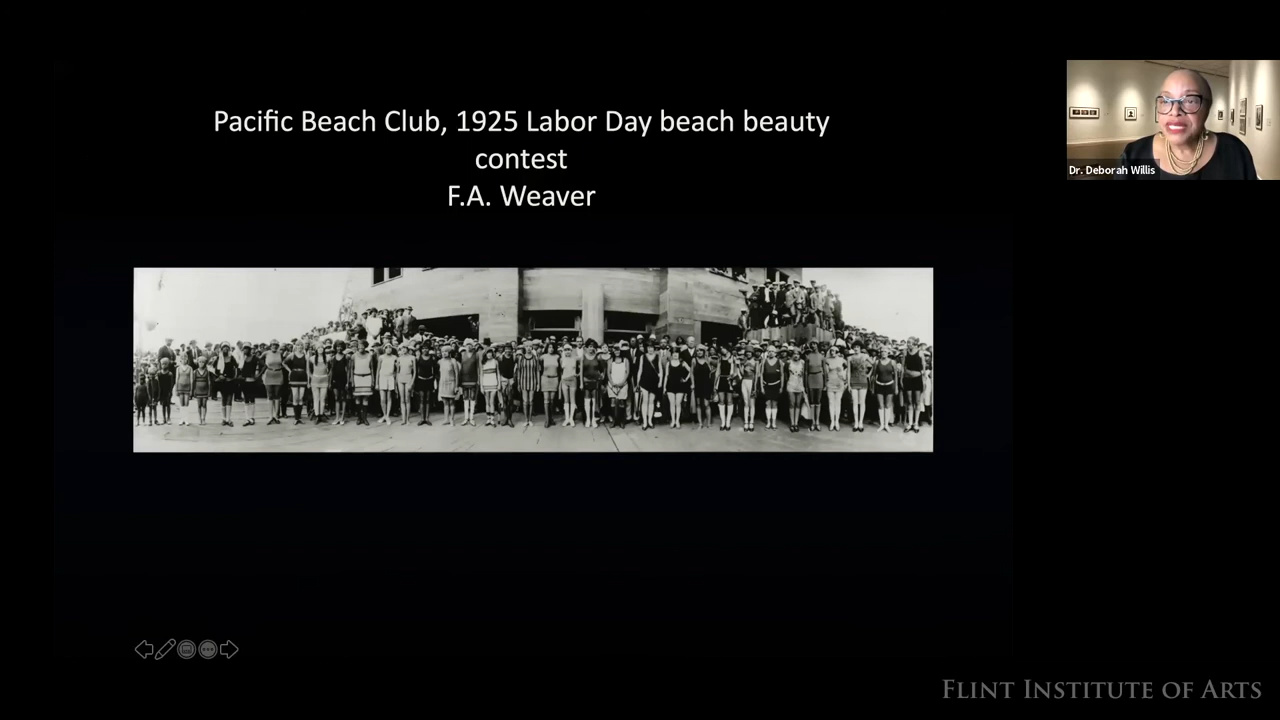 Pacific Beach Club, 1925 Labor Day beach beauty
contest
F.A. Weaver
Dr. Deborah Willis
FLINT INSTITUTE OF ARTS